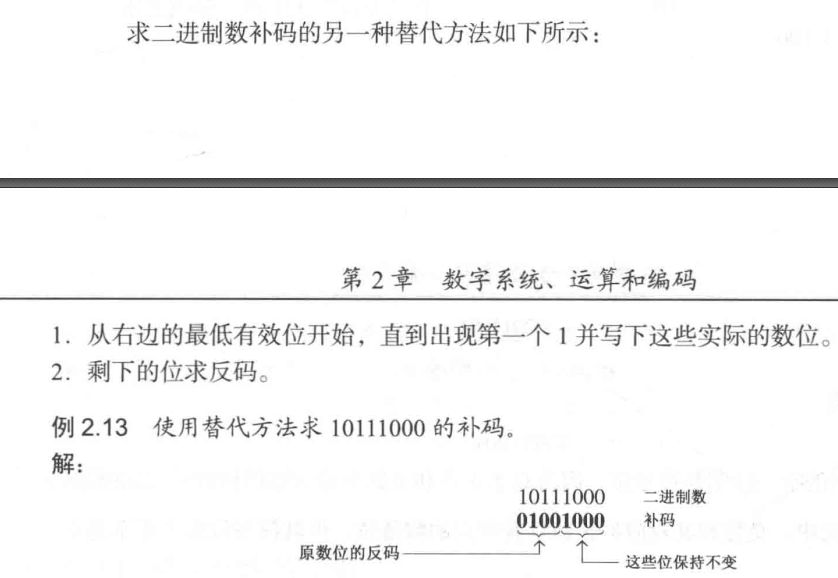 求二进制数补码的另一种替代方法如下所示：
第 2 章 数字系统、运算和编码
1. 从右边的最低有效位开始，直到出现第一个 1 并写下这些实际的数位。
2. 剩下的位求反码。
例 2.13 使用替代方法求 10111000 的补码。
解：
10111000 二进制数
01001000 补码
原数位的反码 这些位保持不变